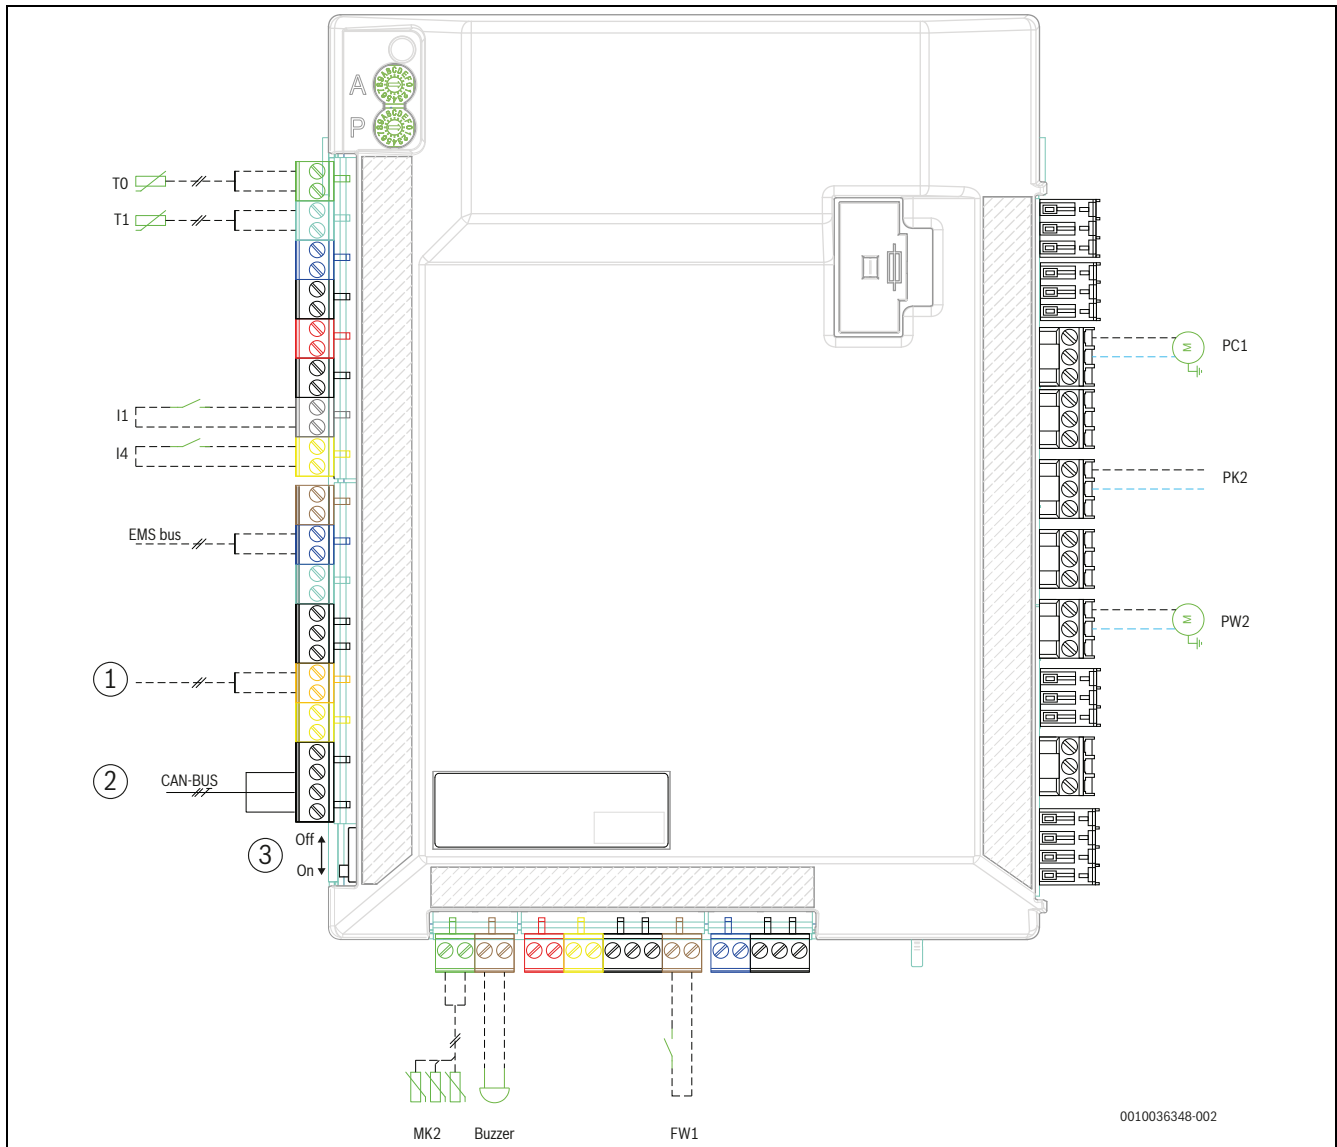 A
P
T0
T1
I1
I4
EMS bus
1
2
CAN-BUS
3
Off
On
M
PC1
PK2
M
PW2
MK2
Buzzer
FW1
0010036348-002